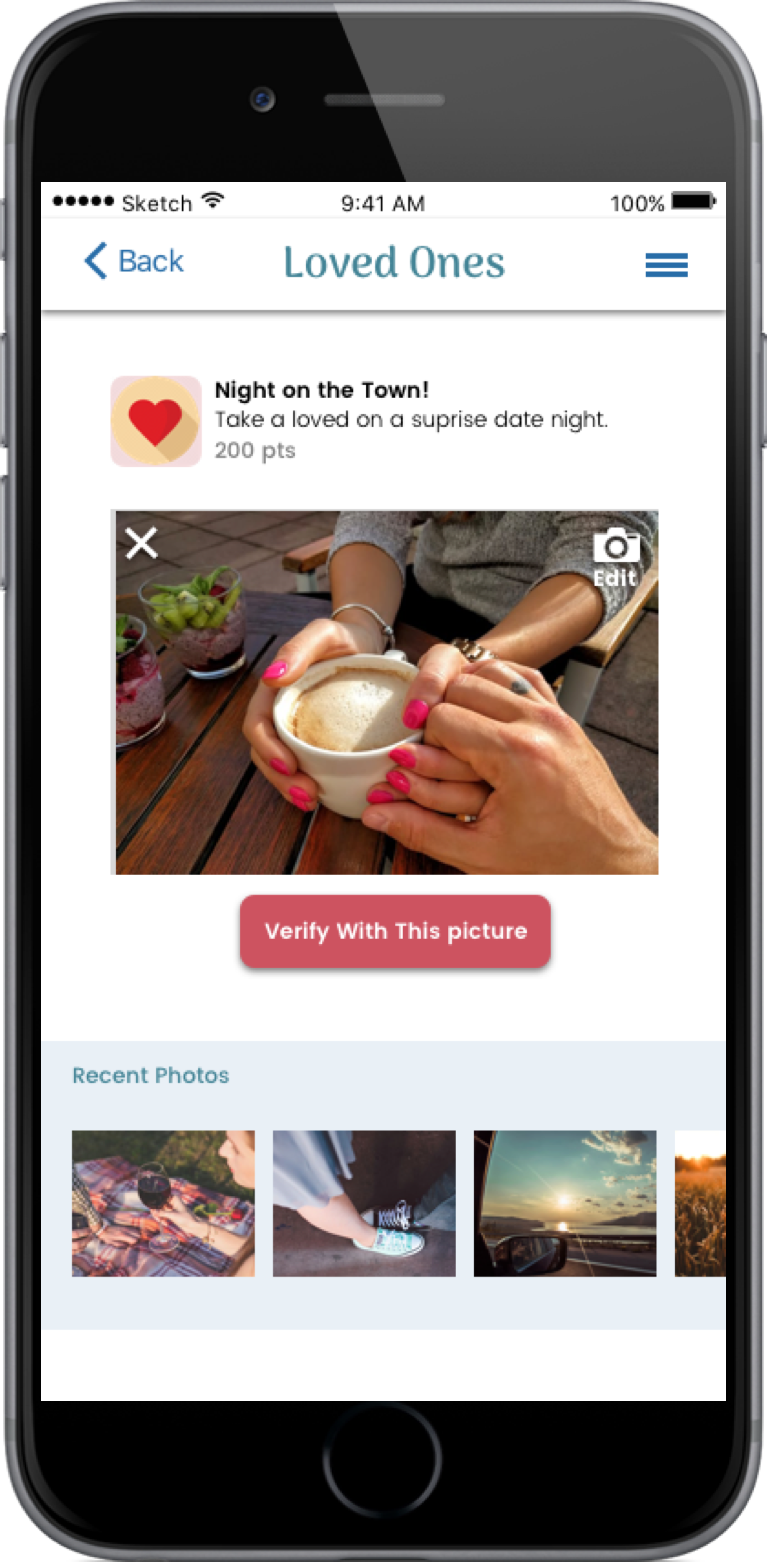 Sketch 9:41 AM 100%
Back Loved Ones
Night on the Town!
Take a loved on a suprise date night.
200 pts
Edit
Verify With This picture
Recent Photos